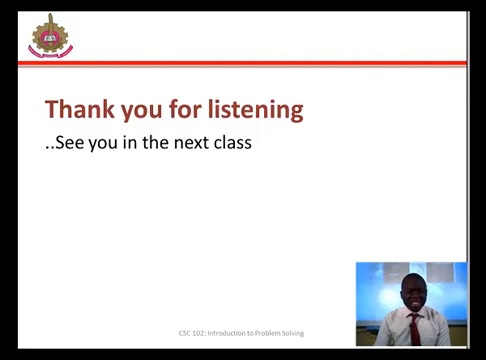 Thank you for listening
..See you in the next class
CSC 102: Introduction to Problem Solving